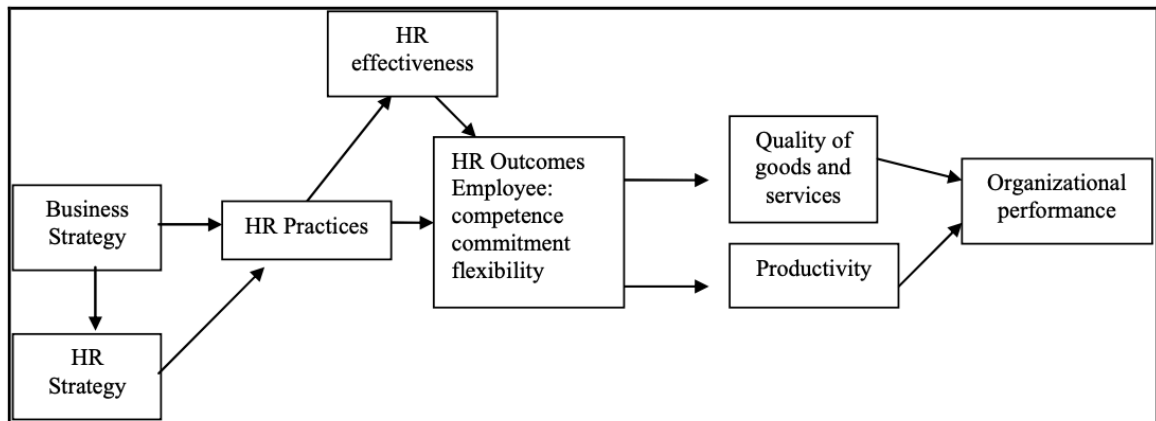 HR
effectiveness
Business
Strategy
HR Practices
HR Outcomes
Employee:
competence
commitment
flexibility
Quality of
goods and
services
Organizational
performance
Productivity
HR
Strategy